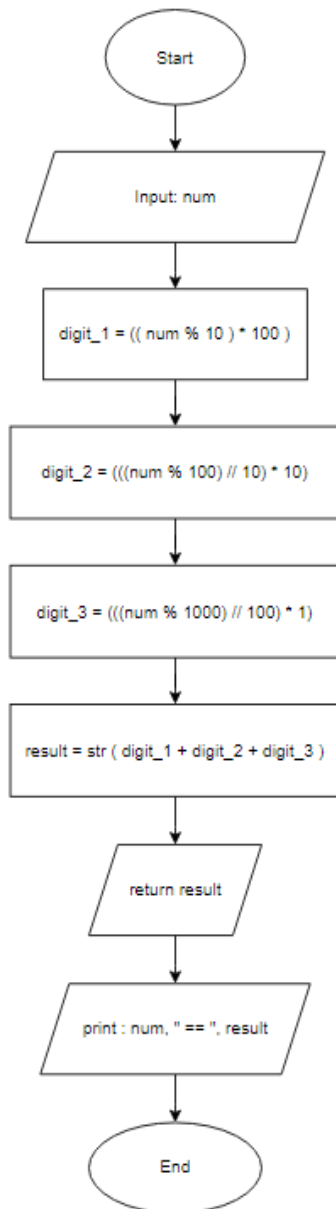 Start
Input: num
digit_1 = (( num % 10 ) * 100 )
digit_2 = (((num % 100) // 10) * 10)
digit_3 = (((num % 1000) // 100) * 1)
result = str ( digit_1 + digit_2 + digit_3 )
return result
print : num, " == ", result
End